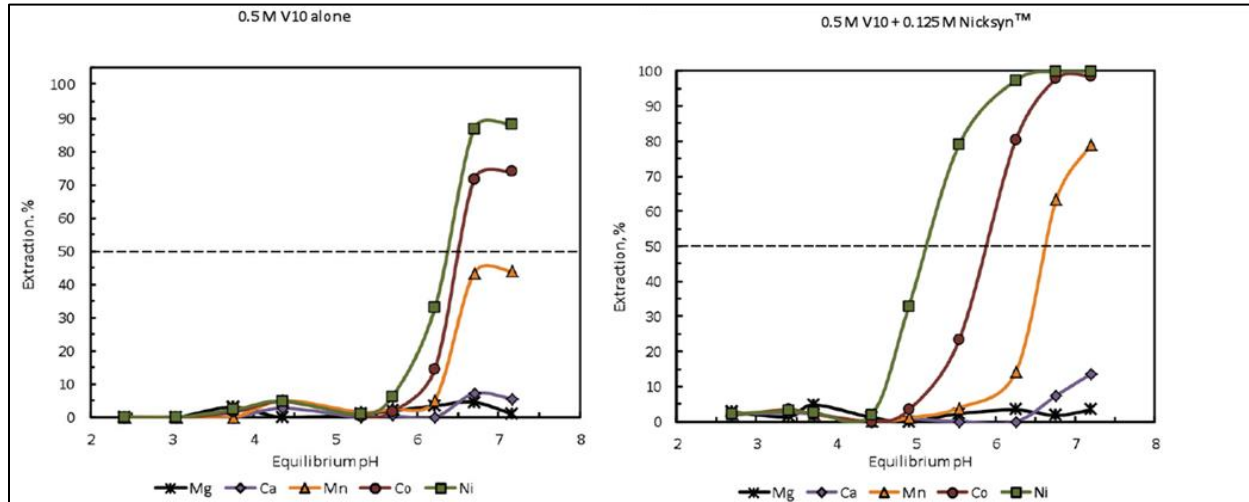 0.5 M V10 alone
Extraction. %
100
90
80
70
60
50
40
30
20
10
0
2 3 4 5 6 7 8
Equilibrium pH
Mg Ca Mn Co Ni
0.5 M V10 + 0.125 M Nicksyn™
Extraction, %
100
90
80
70
60
50
40
30
20
10
0
2 3 4 5 6 7 8
Equilibrium pH
Mg Ca Mn Co Ni